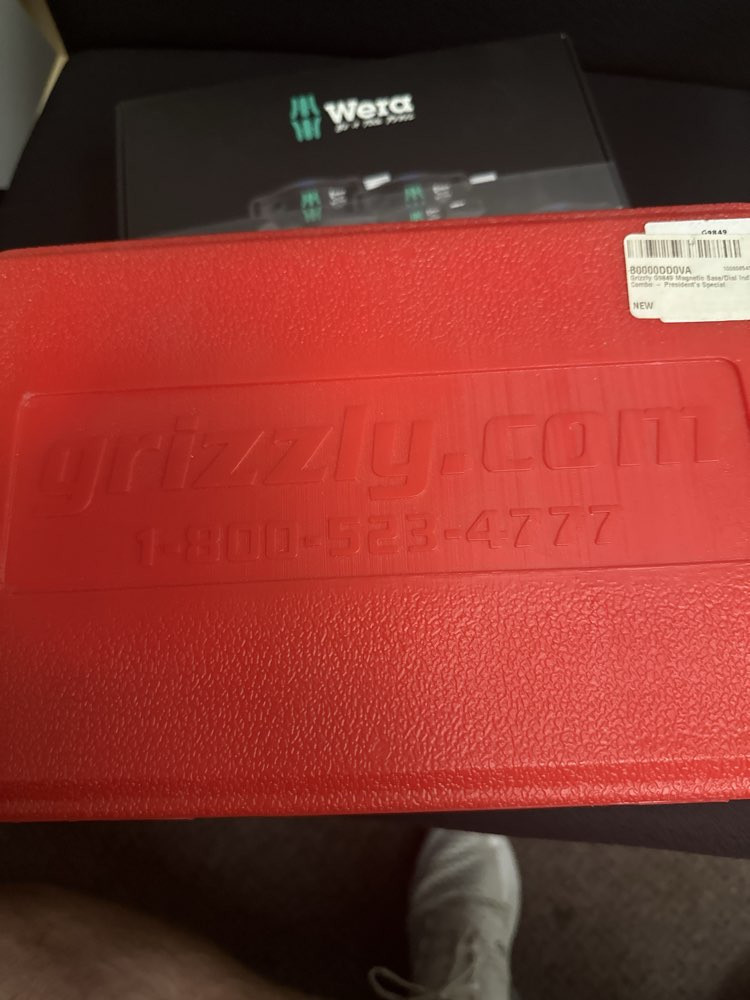 Wera
G9849
80000DD0VA
Grizzly G9849 Magnetic Base/Dial Ind
Combo - President's Special
NEW
grizzly.com
1-800-523-4777